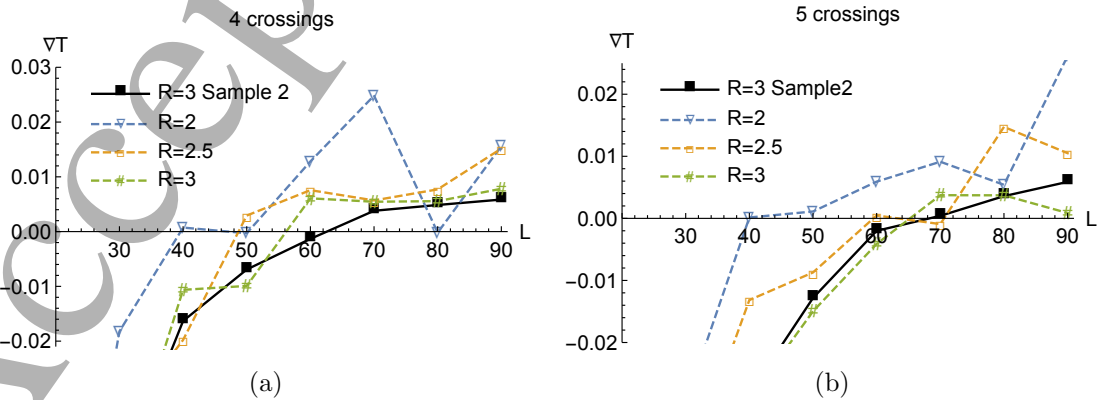 4 crossings
∇T
0.03
0.02
0.01
0.00
−0.01
−0.02
30 40 50 60 70 80 90 L
R=3 Sample 2
R=2
R=2.5
R=3
(a)
5 crossings
∇T
0.02
0.01
0.00
−0.01
−0.02
30 40 50 60 70 80 90 L
R=3 Sample2
R=2
R=2.5
R=3
(b)
Accep